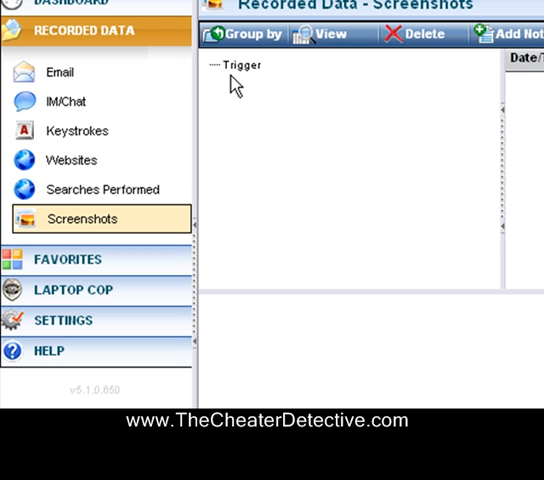 DASHBOARD
Recorded Data - Screenshots
RECORDED DATA
Group by
View
Delete
Add Not
Trigger
Date/T
Email
IM/Chat
A
Keystrokes
Websites
Searches Performed
Screenshots
FAVORITES
LAPTOP COP
SETTINGS
?
HELP
v5.1.0.650
www.TheCheaterDetective.com